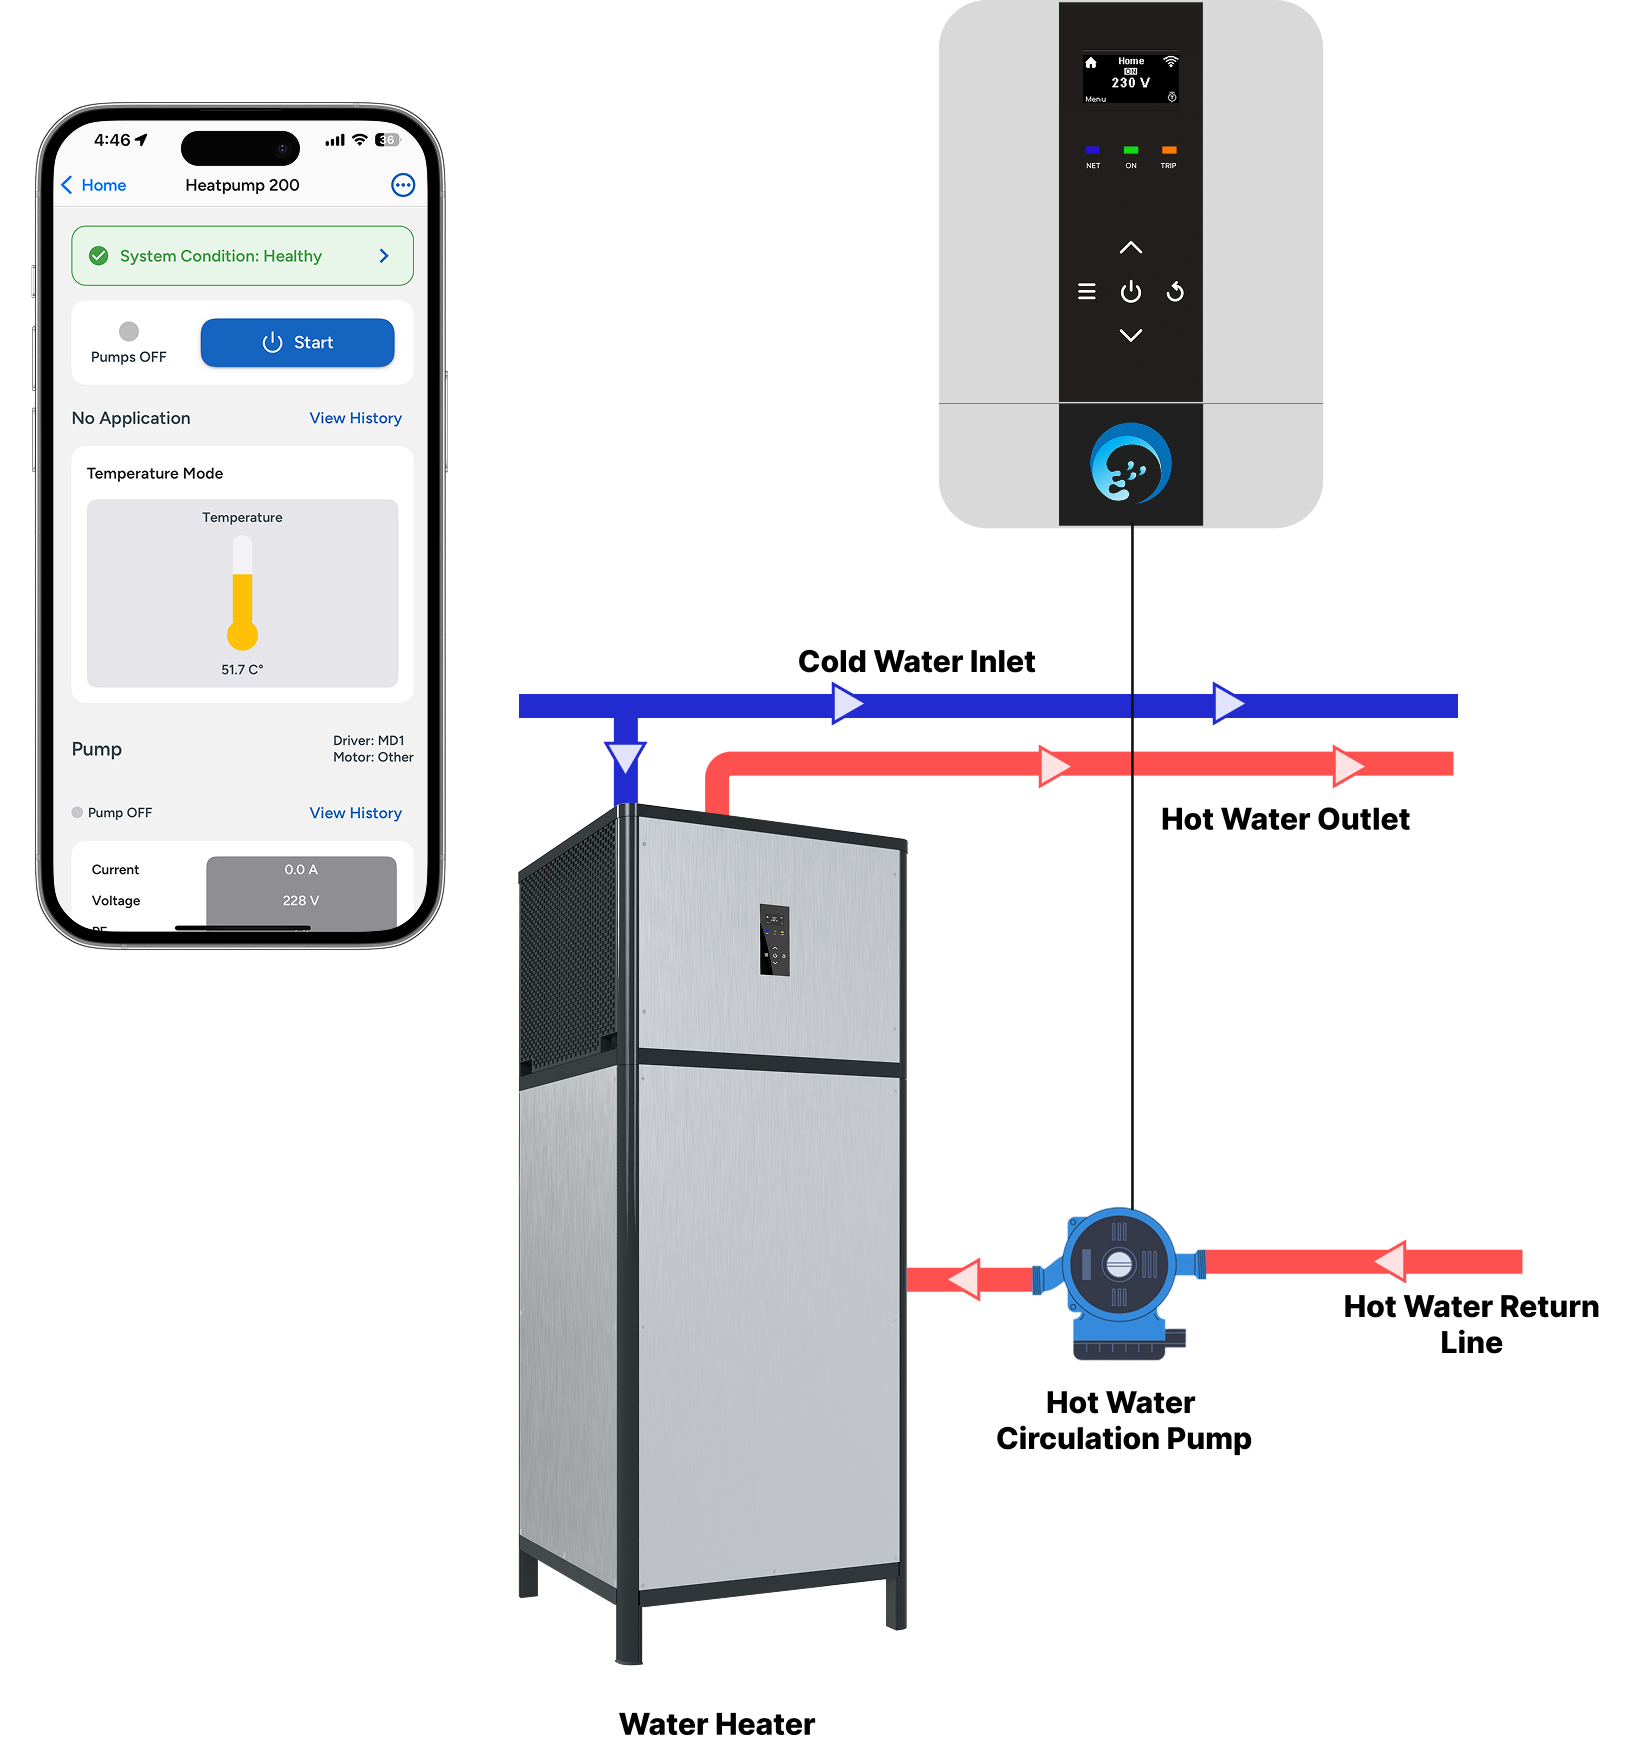 4:46
36
Home
Heatpump 200
System Condition: Healthy
Pumps OFF
Start
No Application
View History
Temperature Mode
Temperature
51.7 C°
Pump
Driver: MD1
Motor: Other
Pump OFF
View History
Current
0.0 A
Voltage
228 V
Home
ON
230 V
Menu
NET
ON
TRIP
Cold Water Inlet
Hot Water Outlet
Hot Water Return
Line
Hot Water
Circulation Pump
Water Heater